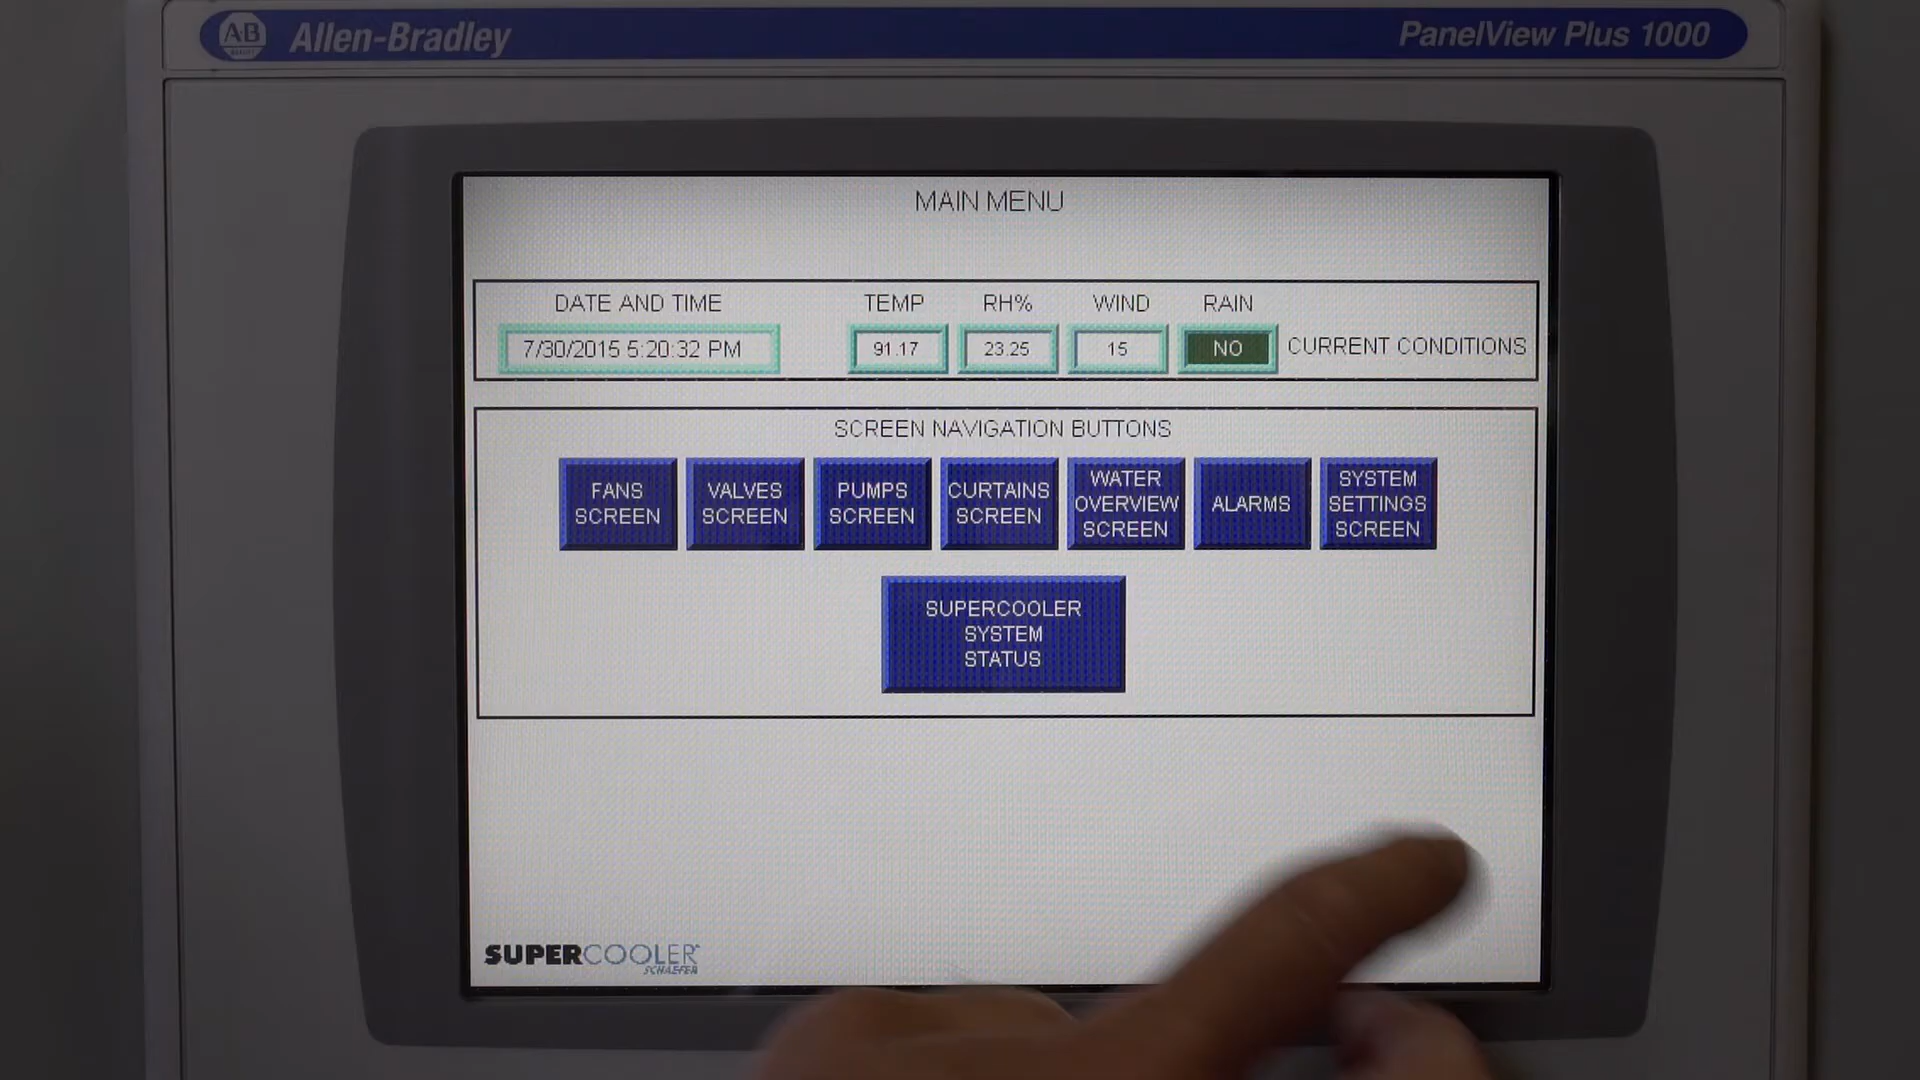 A·B
Allen-Bradley
PanelView Plus 1000
MAIN MENU
DATE AND TIME TEMP RH% WIND RAIN
7/30/2015 5:20:32 PM 91.17 23.25 15 NO CURRENT CONDITIONS
SCREEN NAVIGATION BUTTONS
FANS
SCREEN
VALVES
SCREEN
PUMPS
SCREEN
CURTAINS
SCREEN
WATER
OVERVIEW
SCREEN
ALARMS
SYSTEM
SETTINGS
SCREEN
SUPERCOOLER
SYSTEM
STATUS
SUPERCOOLER
SCHAEFER